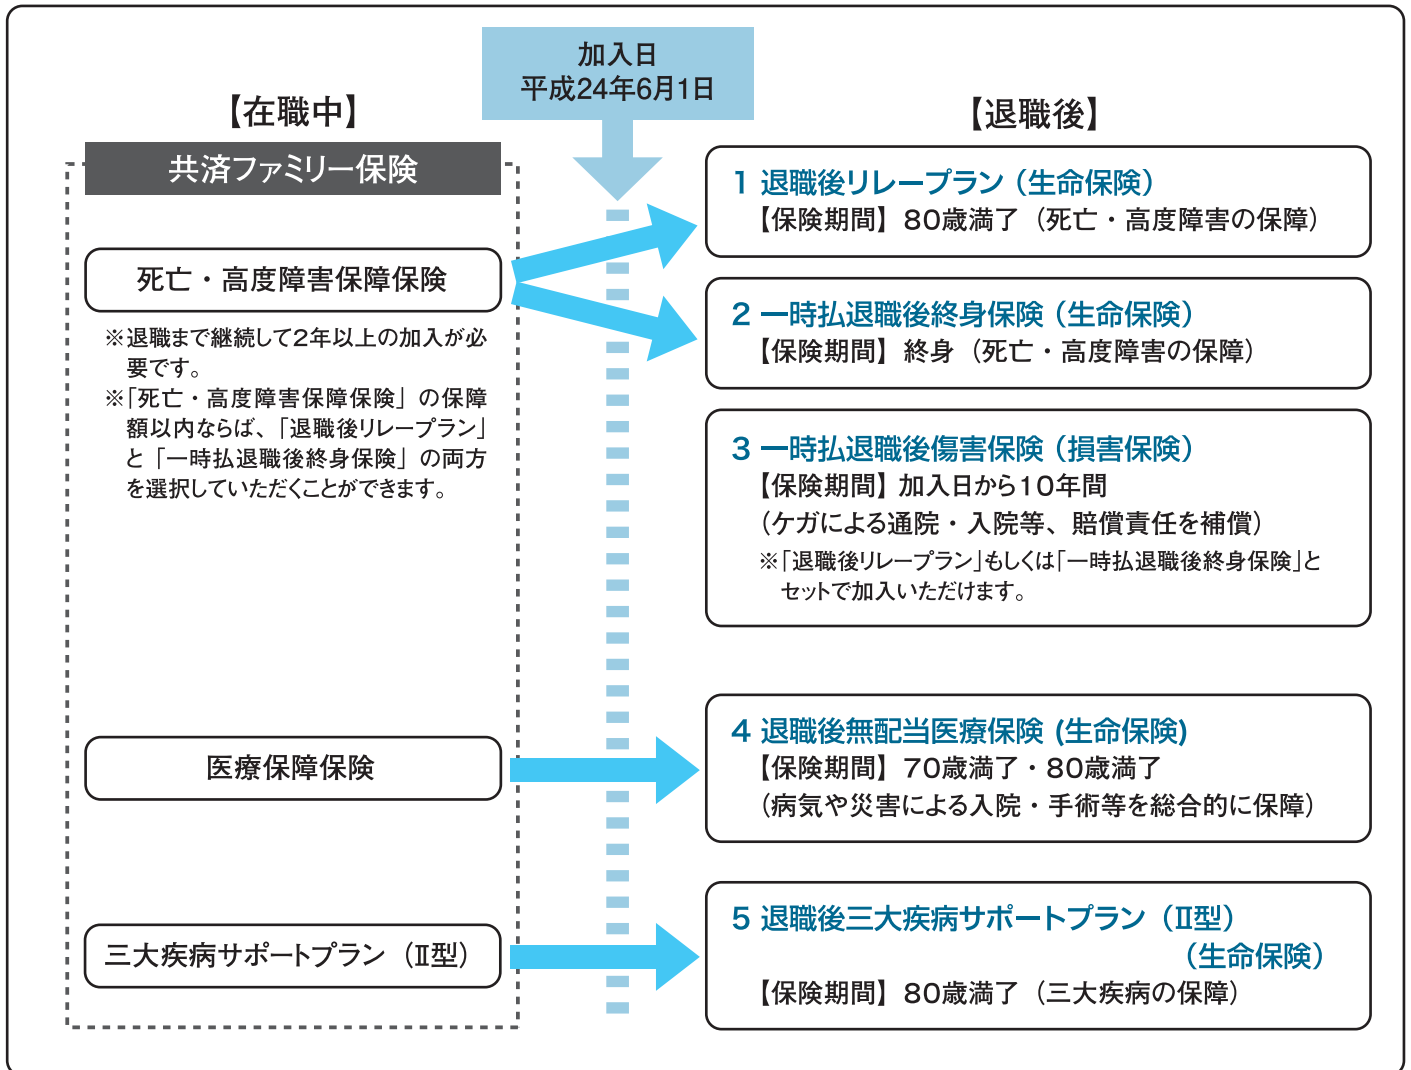 加入日
平成24年6月1日
【在職中】
共済ファミリー保険
死亡・高度障害保障保険
※退職まで継続して2年以上の加入が必
要です。
※「死亡・高度障害保障保険」の保障
額以内ならば、「退職後リレープラン」
と「一時払退職後終身保険」の両方
を選択していただくことができます。
医療保障保険
三大疾病サポートプラン（Ⅱ型）
【退職後】
1 退職後リレープラン（生命保険）
【保険期間】80歳満了（死亡・高度障害の保障）
2 一時払退職後終身保険（生命保険）
【保険期間】終身（死亡・高度障害の保障）
3 一時払退職後傷害保険（損害保険）
【保険期間】加入日から10年間
（ケガによる通院・入院等、賠償責任を補償）
※「退職後リレープラン」もしくは「一時払退職後終身保険」と
セットで加入いただけます。
4 退職後無配当医療保険(生命保険)
【保険期間】70歳満了・80歳満了
（病気や災害による入院・手術等を総合的に保障）
5 退職後三大疾病サポートプラン（Ⅱ型）
（生命保険）
【保険期間】80歳満了（三大疾病の保障）